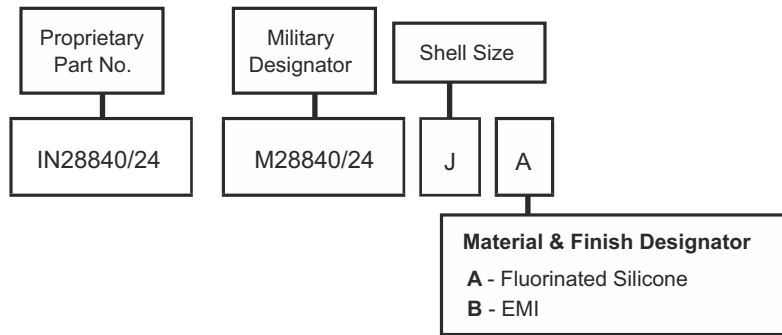 Proprietary
Part No.
Military
Designator
Shell Size
IN28840/24
M28840/24
J
A
Material & Finish Designator
A - Fluorinated Silicone
B - EMI